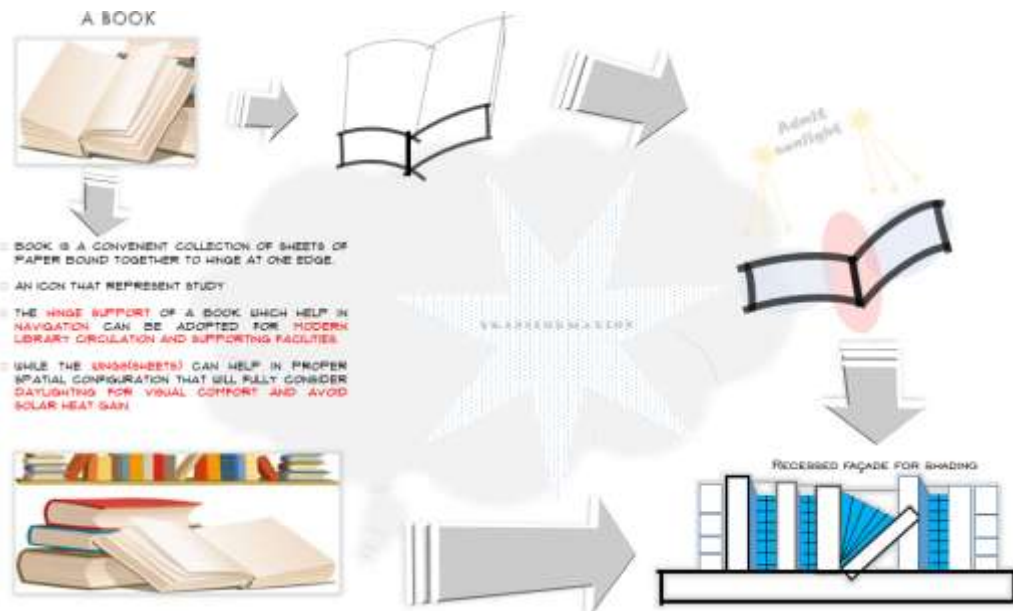 A BOOK
Admit
sunlight
BOOK IS A CONVENIENT COLLECTION OF SHEETS OF
PAPER BOUND TOGETHER TO HINGE AT ONE EDGE.
AN ICON THAT REPRESENT STUDY
THE HINGE SUPPORT OF A BOOK WHICH HELP IN
NAVIGATION CAN BE ADOPTED FOR MODERN
LIBRARY CIRCULATION AND SUPPORTING FACILITIES.
WHILE THE WINGS(SHEETS) CAN HELP IN PROPER
SPATIAL CONFIGURATION THAT WILL FULLY CONSIDER
DAYLIGHTING FOR VISUAL COMFORT AND AVOID
SOLAR HEAT GAIN
TRANSFORMATION
RECESSED FAÇADE FOR SHADING